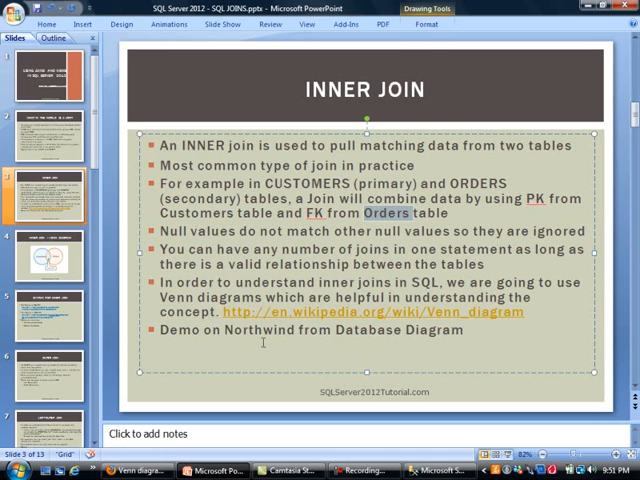 SQL Server 2012 - SQL JOINS.pptx - Microsoft PowerPoint
Drawing Tools
Home Insert Design Animations Slide Show Review View Add-Ins PDF Format
Slides Outline
1
2
3
4
5
6
7
INNER JOIN
An INNER join is used to pull matching data from two tables
Most common type of join in practice
For example in CUSTOMERS (primary) and ORDERS
(secondary) tables, a Join will combine data by using PK from
Customers table and FK from Orders table
Null values do not match other null values so they are ignored
You can have any number of joins in one statement as long as
there is a valid relationship between the tables
In order to understand inner joins in SQL, we are going to use
Venn diagrams which are helpful in understanding the
concept. http://en.wikipedia.org/wiki/Venn_diagram
Demo on Northwind from Database Diagram
SQLServer2012Tutorial.com
Click to add notes
Slide 3 of 13 "Grid" 82%
Venn diagra... Microsoft Po... Camtasia St... Recording... Microsoft S... 9:51 PM